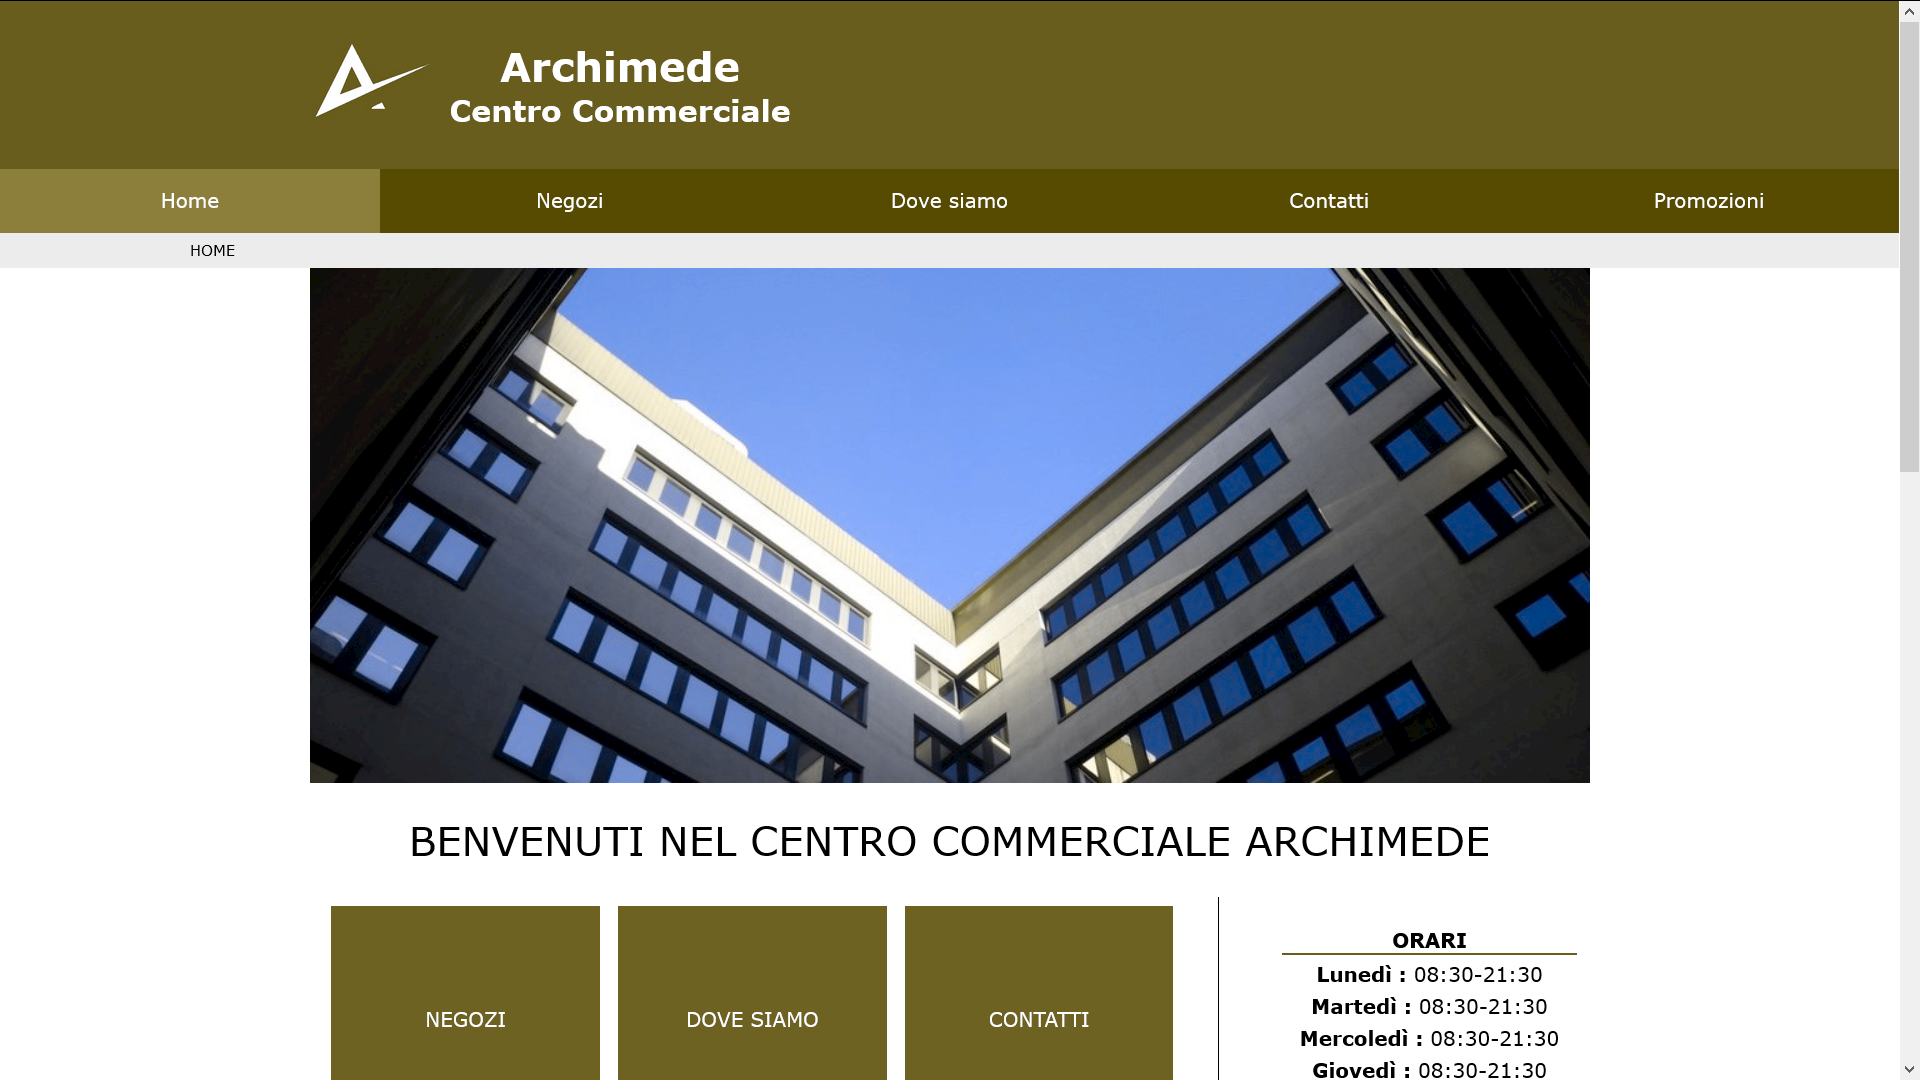 Archimede
Centro Commerciale
Home
Negozi
Dove siamo
Contatti
Promozioni
HOME
BENVENUTI NEL CENTRO COMMERCIALE ARCHIMEDE
NEGOZI
DOVE SIAMO
CONTATTI
ORARI
Lunedì : 08:30-21:30
Martedì : 08:30-21:30
Mercoledì : 08:30-21:30
Giovedì : 08:30-21:30